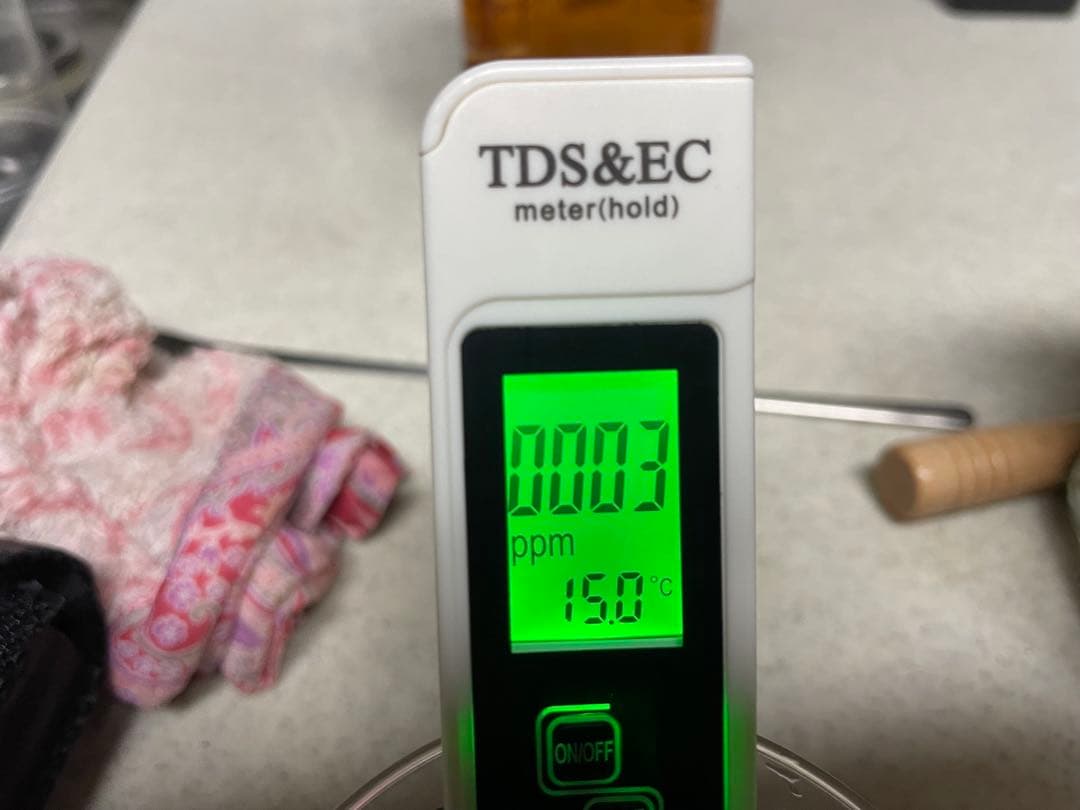 TDS&EC
meter(hold)
0003
ppm
15.0°C
ON/OFF